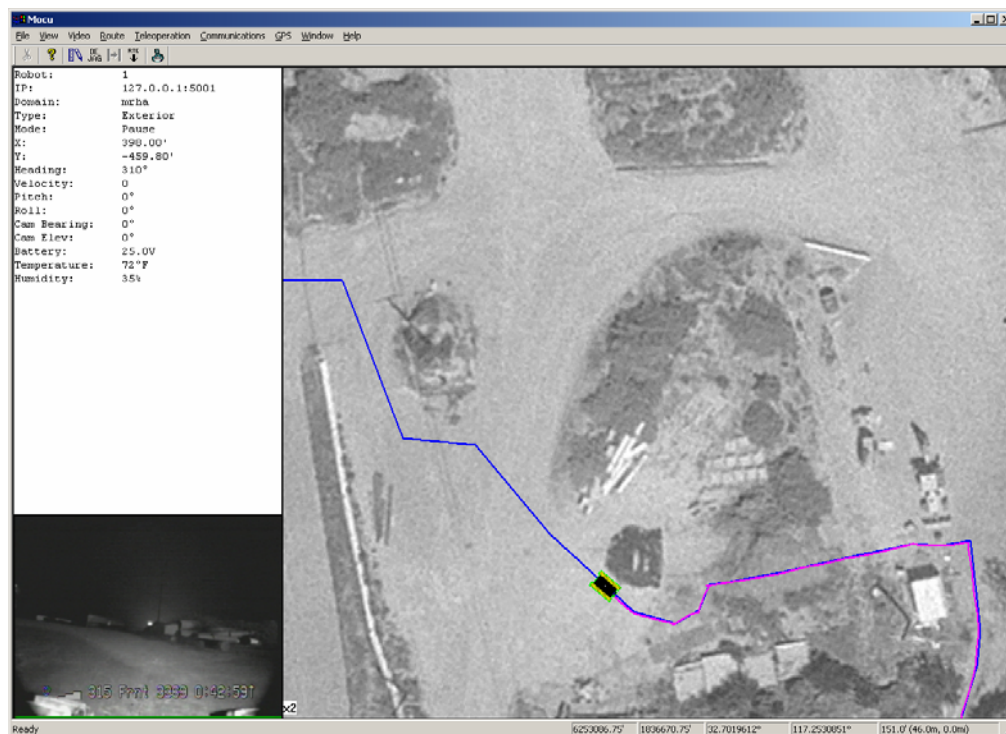 Mocu
File View Video Route Teleoperation Communications GPS Window Help
Robot: 1
IP: 127.0.0.1:5001
Domain: mrha
Type: Exterior
Mode: Pause
X: 398.00'
Y: -459.80'
Heading: 310°
Velocity: 0
Pitch: 0°
Roll: 0°
Cam Bearing: 0°
Cam Elev: 0°
Battery: 25.0V
Temperature: 72°F
Humidity: 35%
x2
Ready 6253086.75' 1836670.75' 32.7019612° 117.2530851° 151.0' (46.0m, 0.0mi)